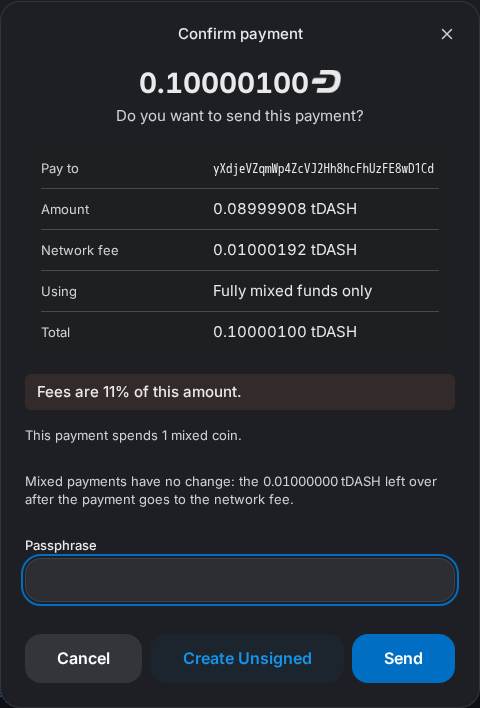 Confirm payment
0.10000100
Do you want to send this payment?
Pay to yXdjeVZqmWp4ZcVJ2Hh8hcFhUzFE8wD1Cd
Amount 0.08999908 tDASH
Network fee 0.01000192 tDASH
Using Fully mixed funds only
Total 0.10000100 tDASH
Fees are 11% of this amount.
This payment spends 1 mixed coin.
Mixed payments have no change: the 0.01000000 tDASH left over
after the payment goes to the network fee.
Passphrase
Cancel Create Unsigned Send